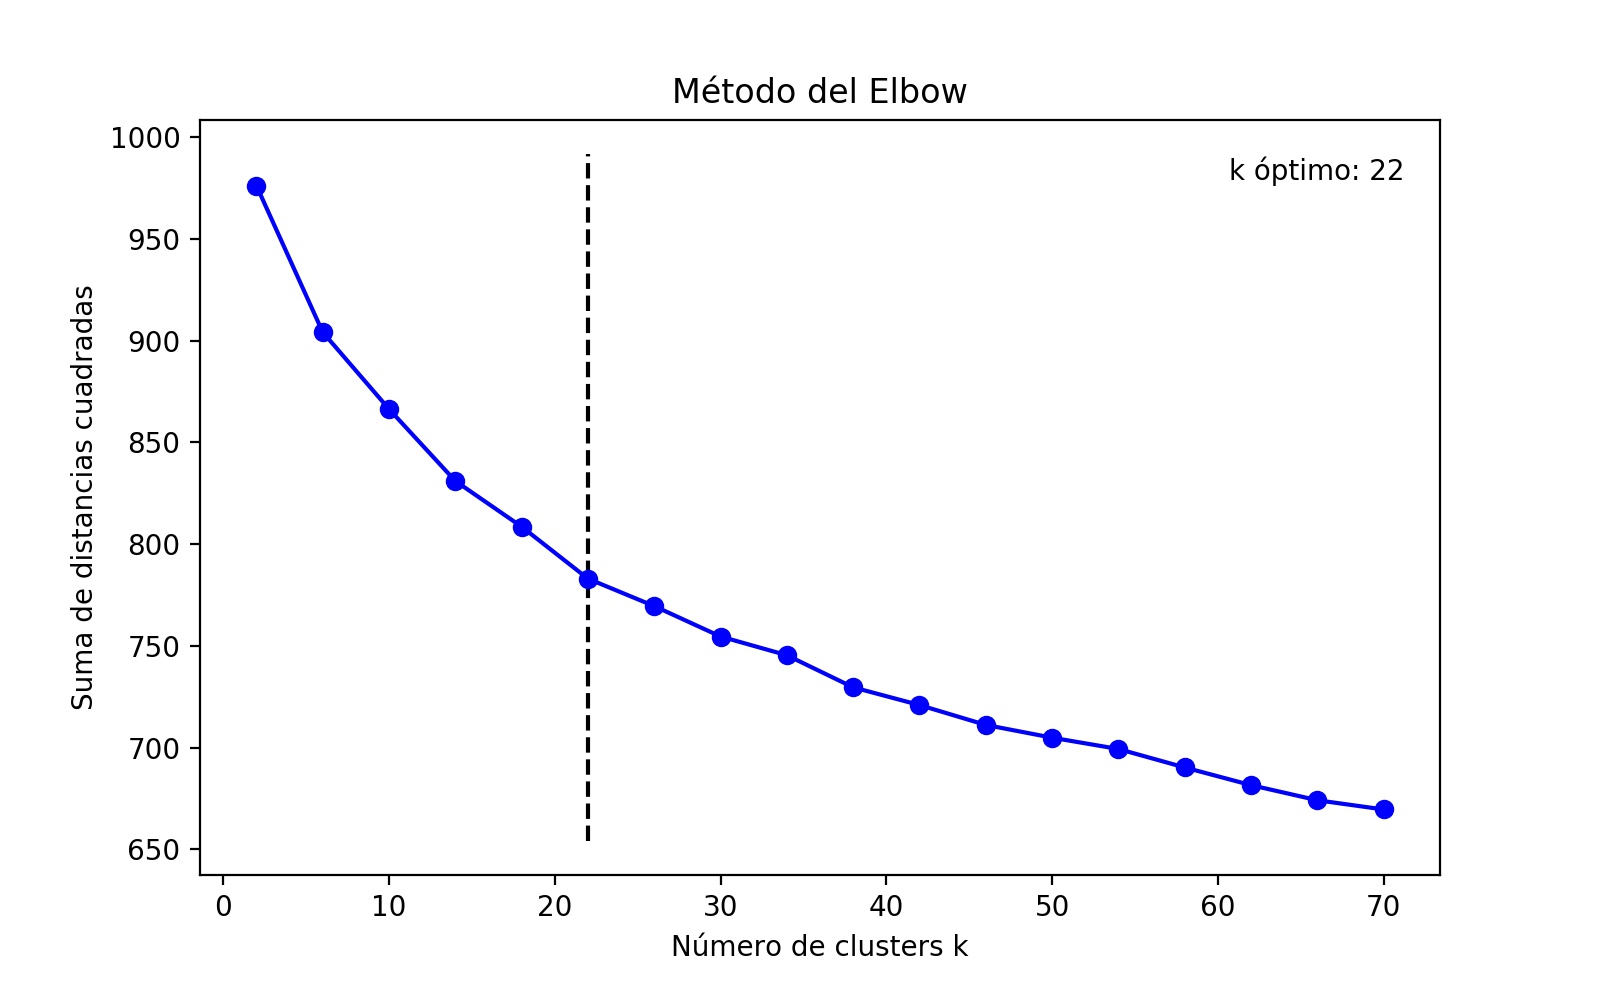 Método del Elbow
k óptimo: 22
Suma de distancias cuadradas
1000
950
900
850
800
750
700
650
0 10 20 30 40 50 60 70
Número de clusters k